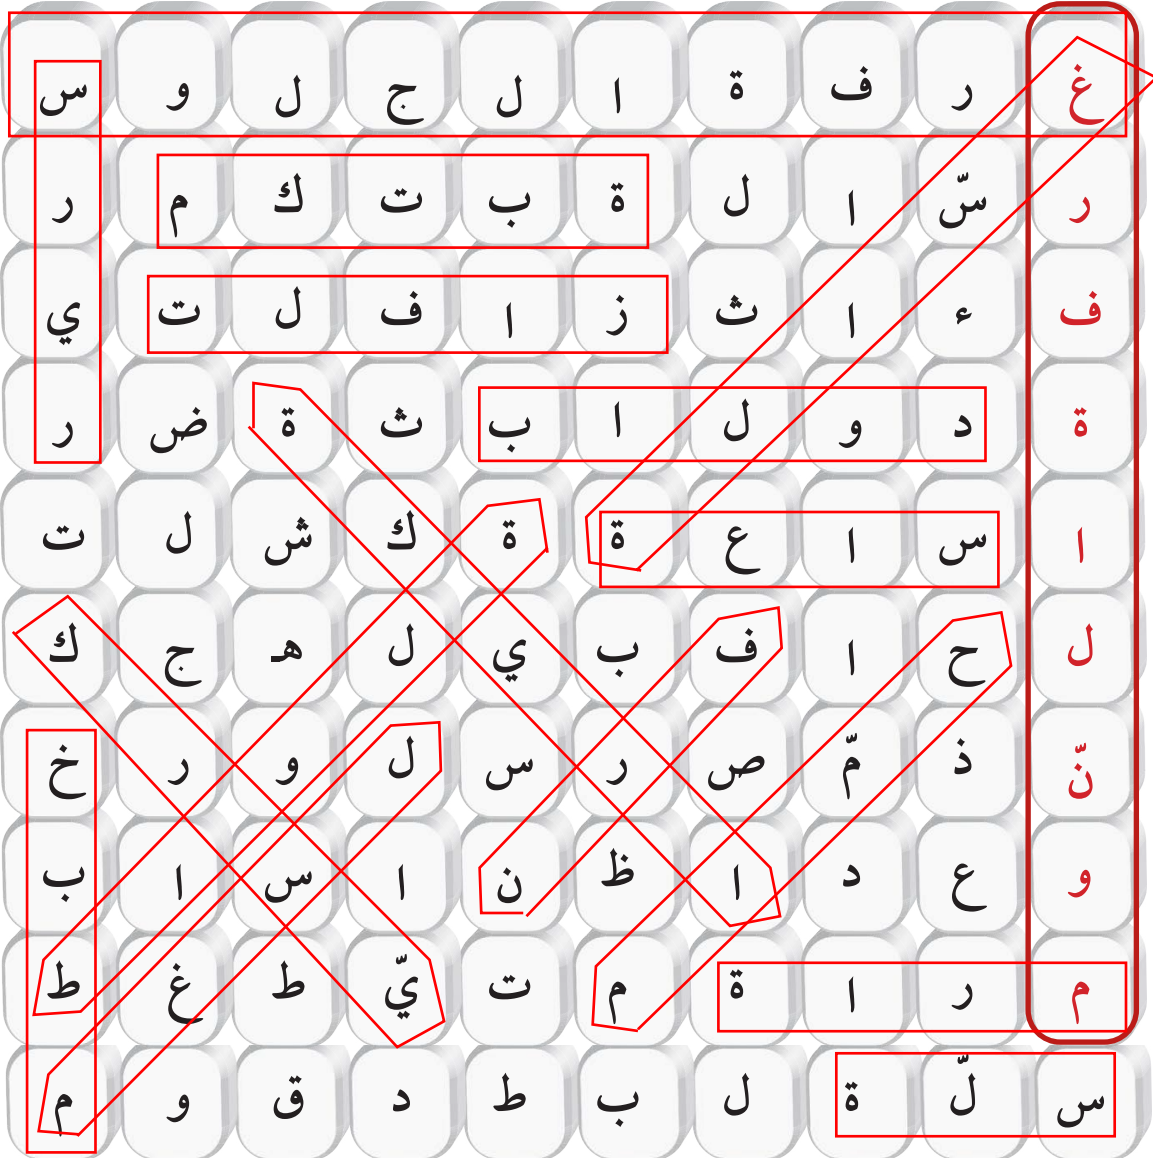 غ ر ف ة ا ل ج ل و س
ر سّ ا ل ة ب ت ك م ر
ف ء ا ث ز ا ف ل ت ي
ة د و ل ا ب ث ة ض ر
ا س ا ع ة ة ك ش ل ت
ل ح ا ف ب ي ل هـ ج ك
نّ ذ مّ ص ر س ل و ر خ
و ع د ا ظ ن ا س ا ب
م ر ا ة م ت يّ ط غ ط
س لّ ة ل ب ط د ق و م